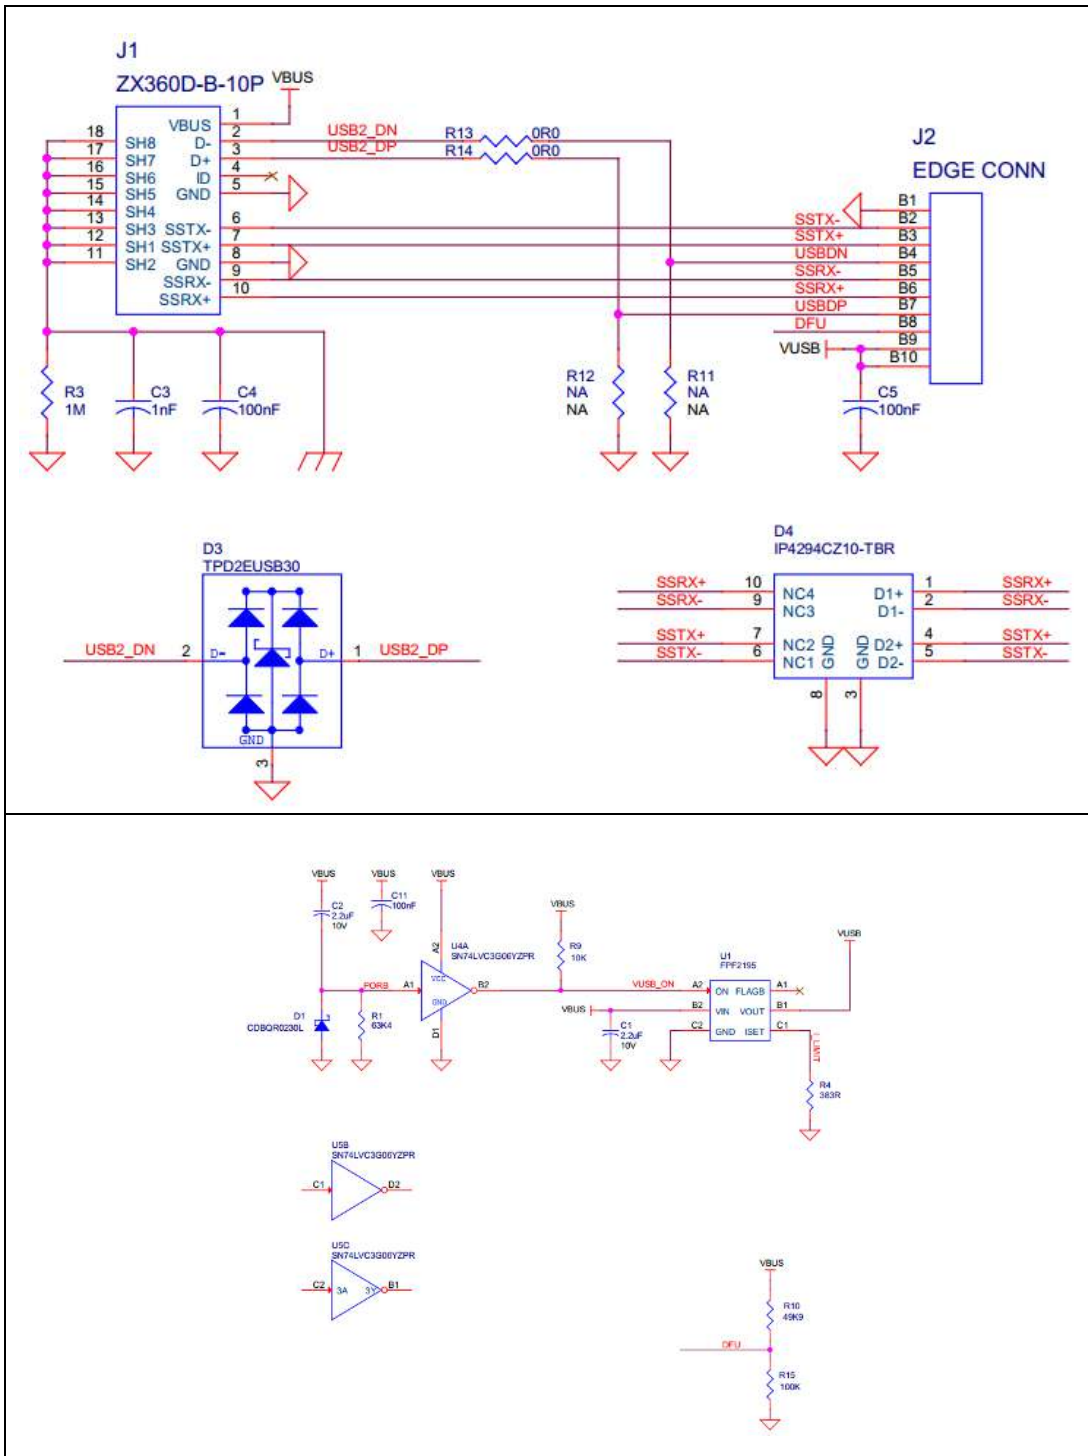 J1
ZX360D-B-10P
VBUS
18 SH8 VBUS 1
17 SH7 D- 2 USB2_DN R13 0R0
16 SH6 D+ 3 USB2_DP R14 0R0
15 SH5 ID 4
14 SH4 GND 5
13 SH3 SSTX- 6
12 SH1 SSTX+ 7
11 SH2 GND 8
SSRX- 9
SSRX+ 10
J2
EDGE CONN
B1
SSTX- B2
SSTX+ B3
USBDN B4
SSRX- B5
SSRX+ B6
USBDP B7
DFU B8
VUSB B9
B10
R3
1M
C3
1nF
C4
100nF
R12
NA
NA
R11
NA
NA
C5
100nF
D3
TPD2EUSB30
USB2_DN 2 D- D+ 1 USB2_DP
GND
3
D4
IP4294CZ10-TBR
SSRX+ 10 NC4 D1+ 1 SSRX+
SSRX- 9 NC3 D1- 2 SSRX-
SSTX+ 7 NC2 D2+ 4 SSTX+
SSTX- 6 NC1 D2- 5 SSTX-
GND GND
8 3
VBUS
C2
2.2uF
10V
VBUS
C11
100nF
VBUS
A2
U4A
SN74LVC3G06YZPR
VCC
PORB A1 B2
GND
D1
D1
CDBQR0230L
R1
63K4
VBUS
R9
10K
VUSB_ON
VBUS
C1
2.2uF
10V
U1
FPF2195
A2 ON FLAGB A1
B2 VIN VOUT B1
C2 GND ISET C1
VUSB
I_LIMIT
R4
383R
U5B
SN74LVC3G06YZPR
C1 D2
U5C
SN74LVC3G06YZPR
C2 3A 3Y B1
VBUS
R10
49K9
DFU
R15
100K